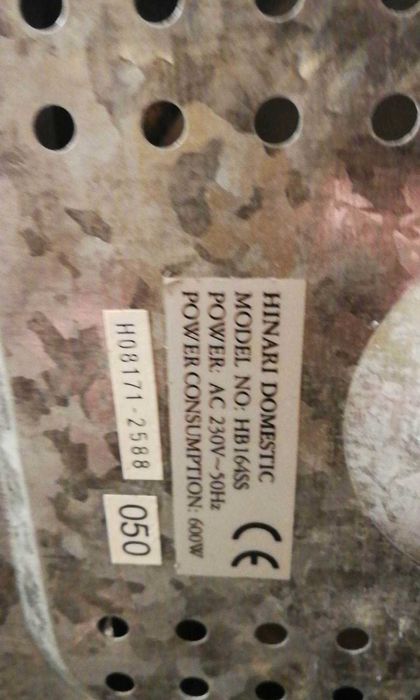 HINARI DOMESTIC
MODEL NO: HB164SS
POWER: AC 230V~50Hz
POWER CONSUMPTION: 600W
CE
H08171-2588
050